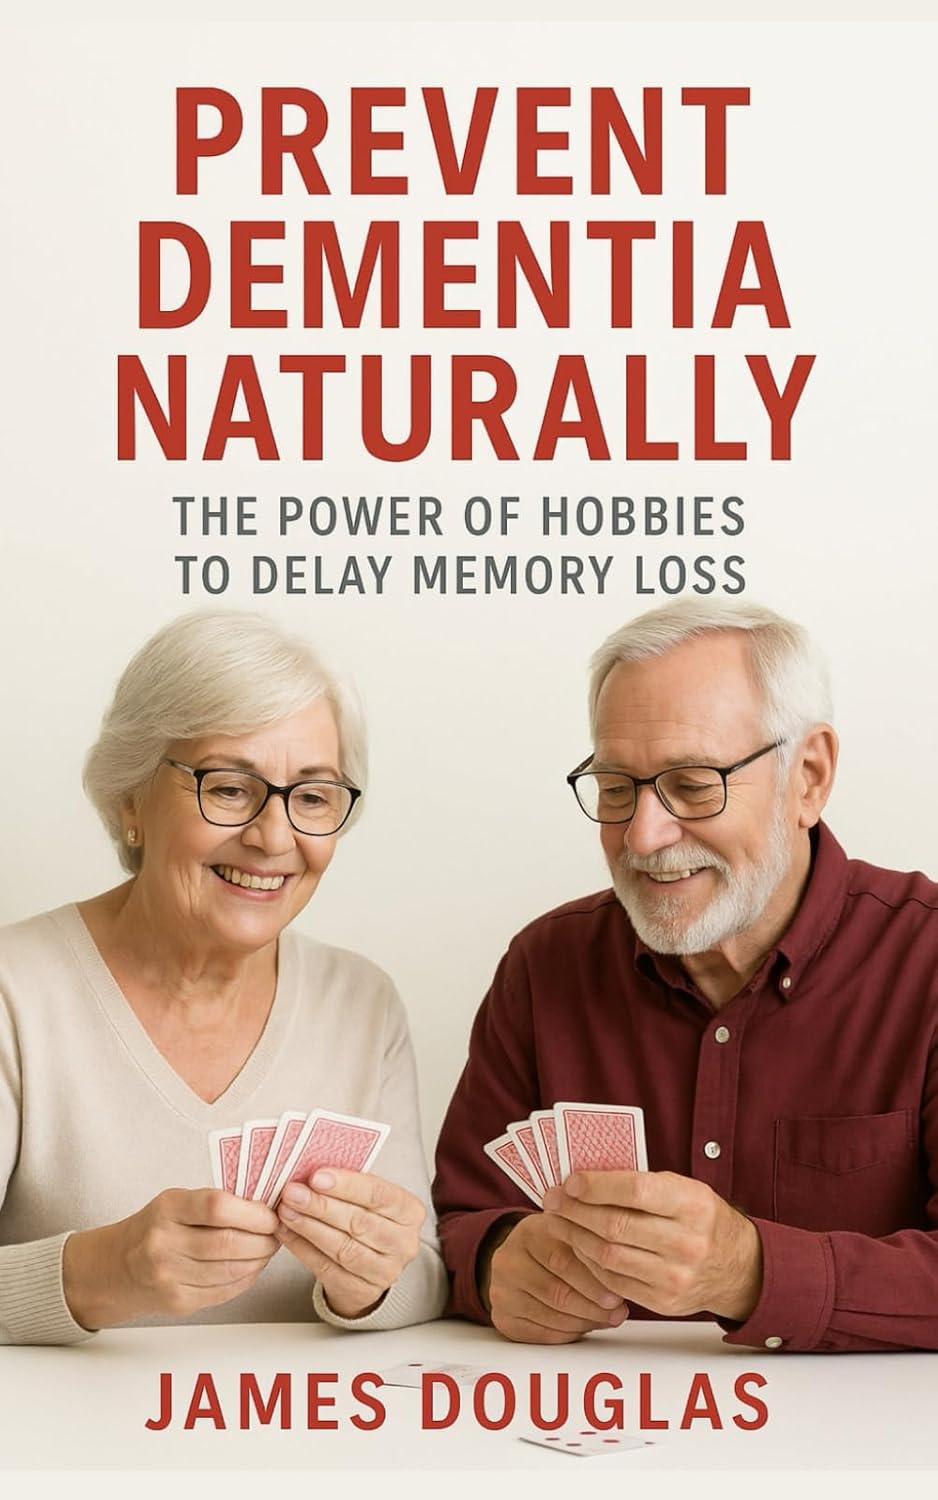 PREVENT
DEMENTIA
NATURALLY
THE POWER OF HOBBIES
TO DELAY MEMORY LOSS
JAMES DOUGLAS